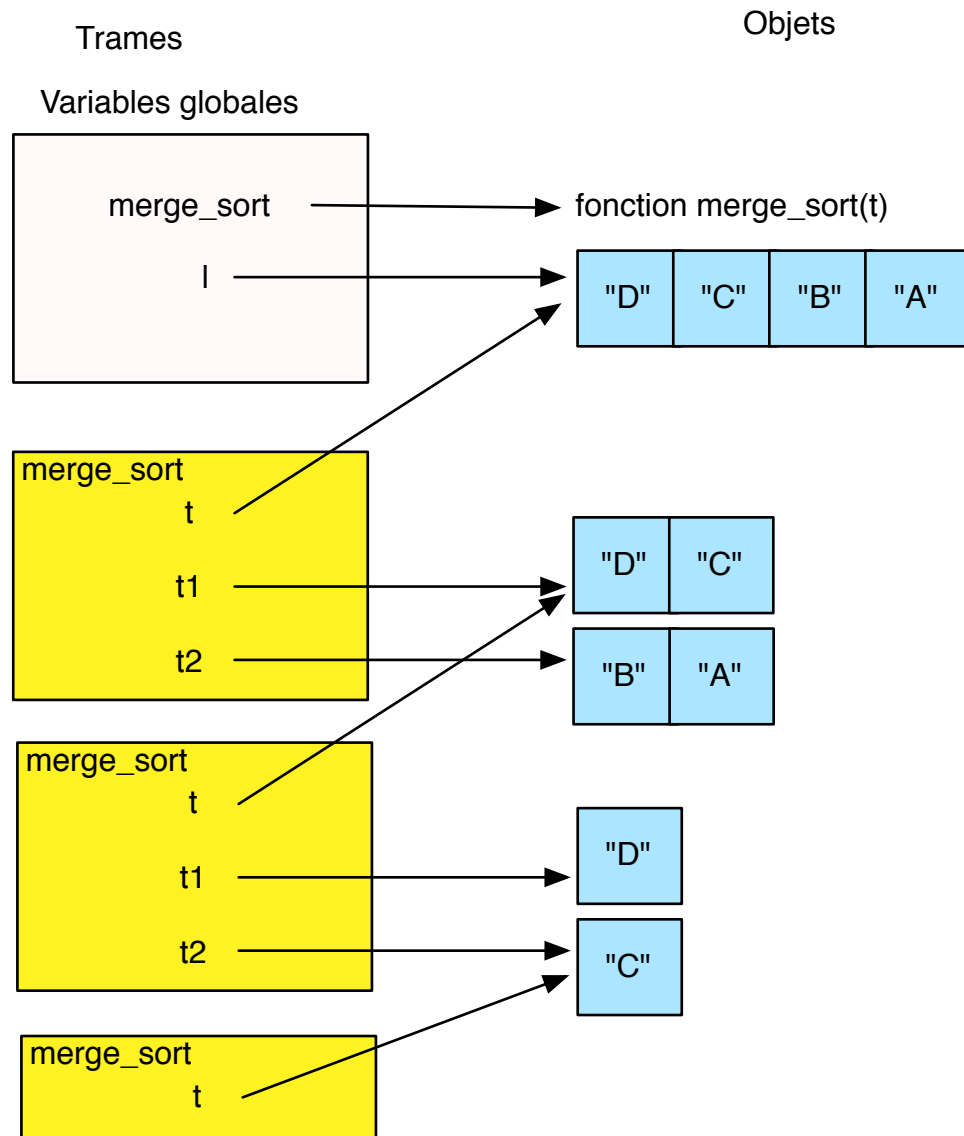 Trames
Objets
Variables globales
merge_sort
fonction merge_sort(t)
l
"D" "C" "B" "A"
merge_sort
t
t1
"D" "C"
t2
"B" "A"
merge_sort
t
t1
"D"
t2
"C"
merge_sort
t